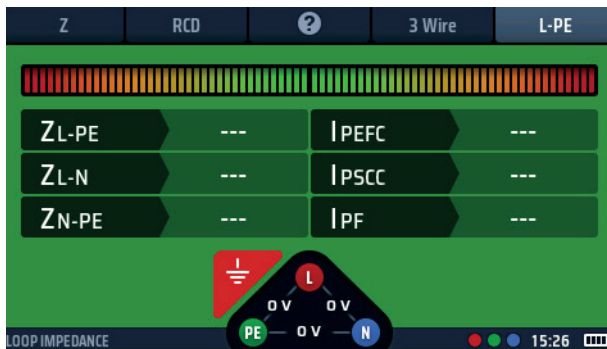 Z RCD ? 3 Wire L-PE
ZL-PE --- IPEFC ---
ZL-N --- IPSCC ---
ZN-PE --- IPF ---
L
0 V 0 V
PE 0 V N
LOOP IMPEDANCE 15:26